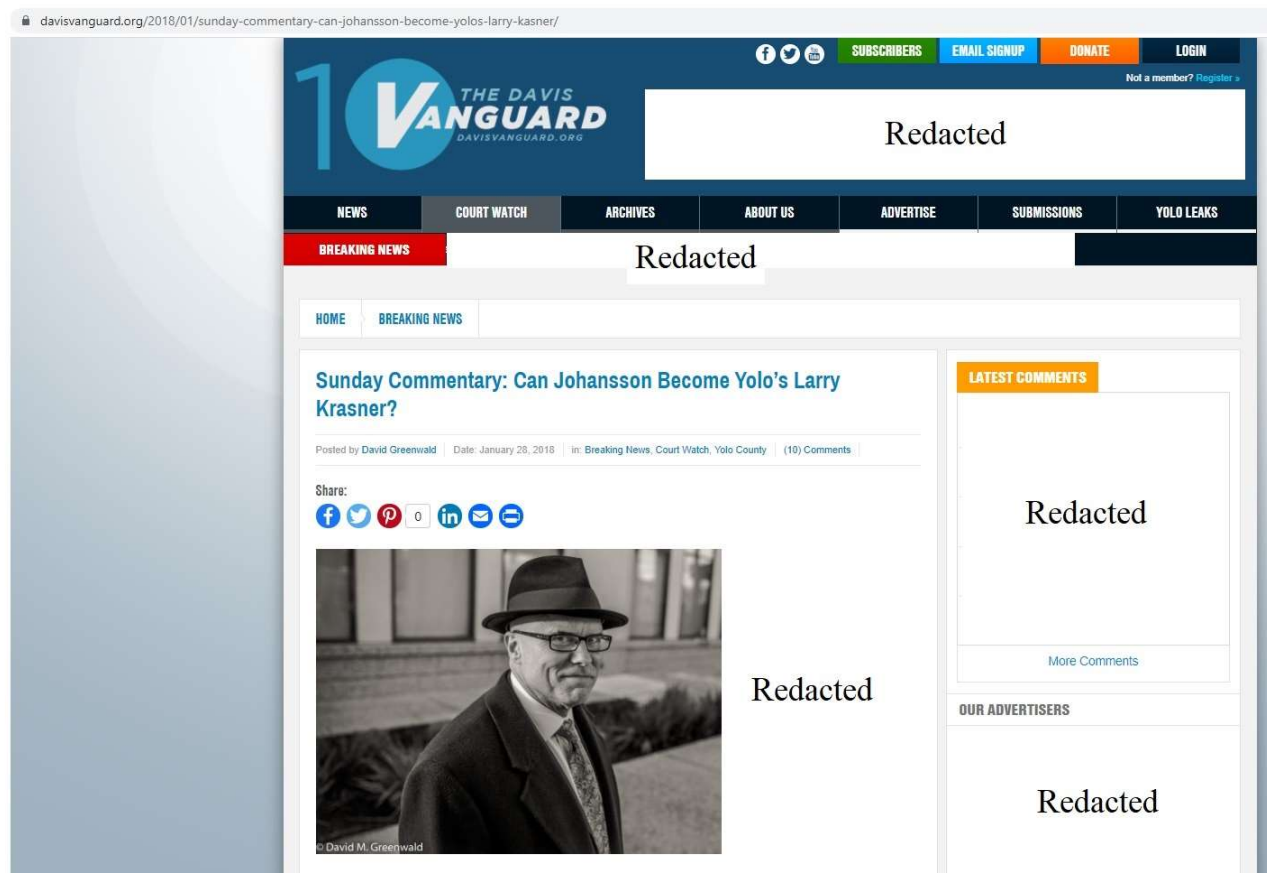 davisvanguard.org/2018/01/sunday-commentary-can-johansson-become-yolos-larry-kasner/
SUBSCRIBERS EMAIL SIGNUP DONATE LOGIN
Not a member? Register »
10 THE DAVIS
VANGUARD
DAVISVANGUARD.ORG
Redacted
NEWS COURT WATCH ARCHIVES ABOUT US ADVERTISE SUBMISSIONS YOLO LEAKS
BREAKING NEWS
Redacted
HOME BREAKING NEWS
Sunday Commentary: Can Johansson Become Yolo's Larry
Krasner?
Posted by David Greenwald Date: January 28, 2018 in: Breaking News, Court Watch, Yolo County (10) Comments
Share:
0
© David M. Greenwald
Redacted
LATEST COMMENTS
Redacted
More Comments
OUR ADVERTISERS
Redacted